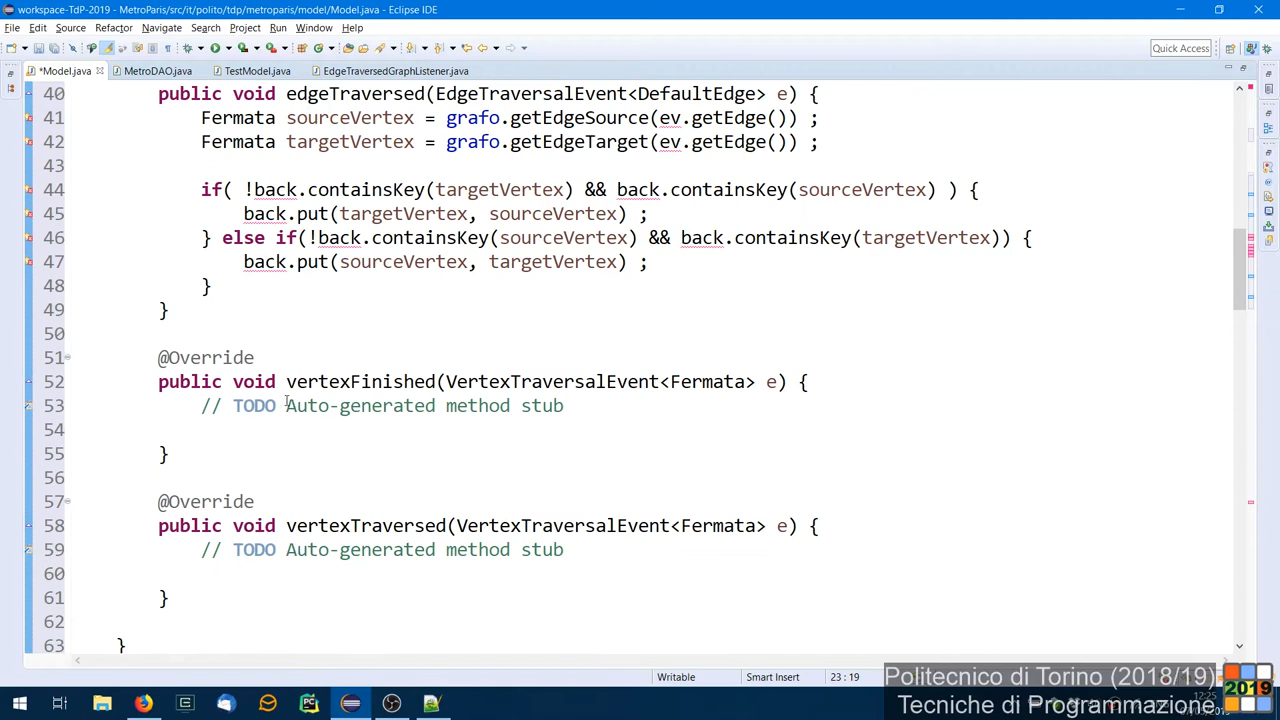 workspace-TdP-2019 - MetroParis/src/it/polito/tdp/metroparis/model/Model.java - Eclipse IDE
File Edit Source Refactor Navigate Search Project Run Window Help
Quick Access
*Model.java MetroDAO.java TestModel.java EdgeTraversedGraphListener.java
40 public void edgeTraversed(EdgeTraversalEvent<DefaultEdge> e) {
41 Fermata sourceVertex = grafo.getEdgeSource(ev.getEdge()) ;
42 Fermata targetVertex = grafo.getEdgeTarget(ev.getEdge()) ;
43
44 if( !back.containsKey(targetVertex) && back.containsKey(sourceVertex) ) {
45 back.put(targetVertex, sourceVertex) ;
46 } else if(!back.containsKey(sourceVertex) && back.containsKey(targetVertex)) {
47 back.put(sourceVertex, targetVertex) ;
48 }
49 }
50
51 @Override
52 public void vertexFinished(VertexTraversalEvent<Fermata> e) {
53 // TODO Auto-generated method stub
54
55 }
56
57 @Override
58 public void vertexTraversed(VertexTraversalEvent<Fermata> e) {
59 // TODO Auto-generated method stub
60
61 }
62
63 }
Writable Smart Insert 23 : 19
Politecnico di Torino (2018/19)
Tecniche di Programmazione
2019
12:25